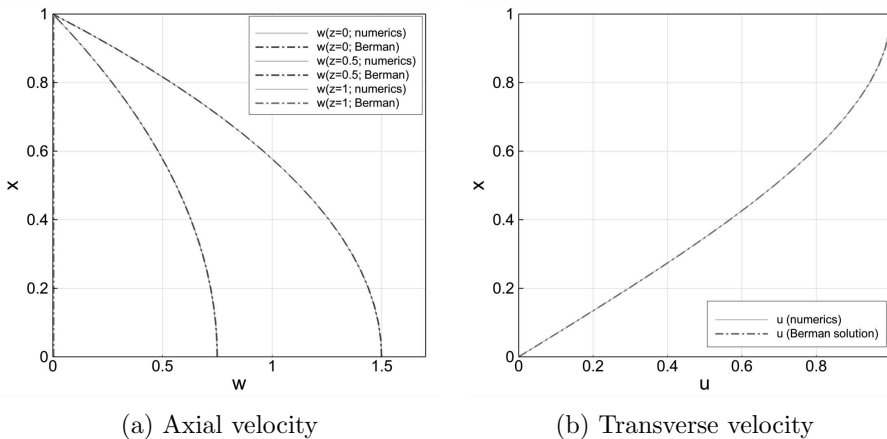 1
0.8
0.6
0.4
0.2
0
x
0
0.5
1
1.5
w
w(z=0; numerics)
w(z=0; Berman)
w(z=0.5; numerics)
w(z=0.5; Berman)
w(z=1; numerics)
w(z=1; Berman)
(a) Axial velocity
1
0.8
0.6
0.4
0.2
0
x
0
0.2
0.4
0.6
0.8
u
u (numerics)
u (Berman solution)
(b) Transverse velocity